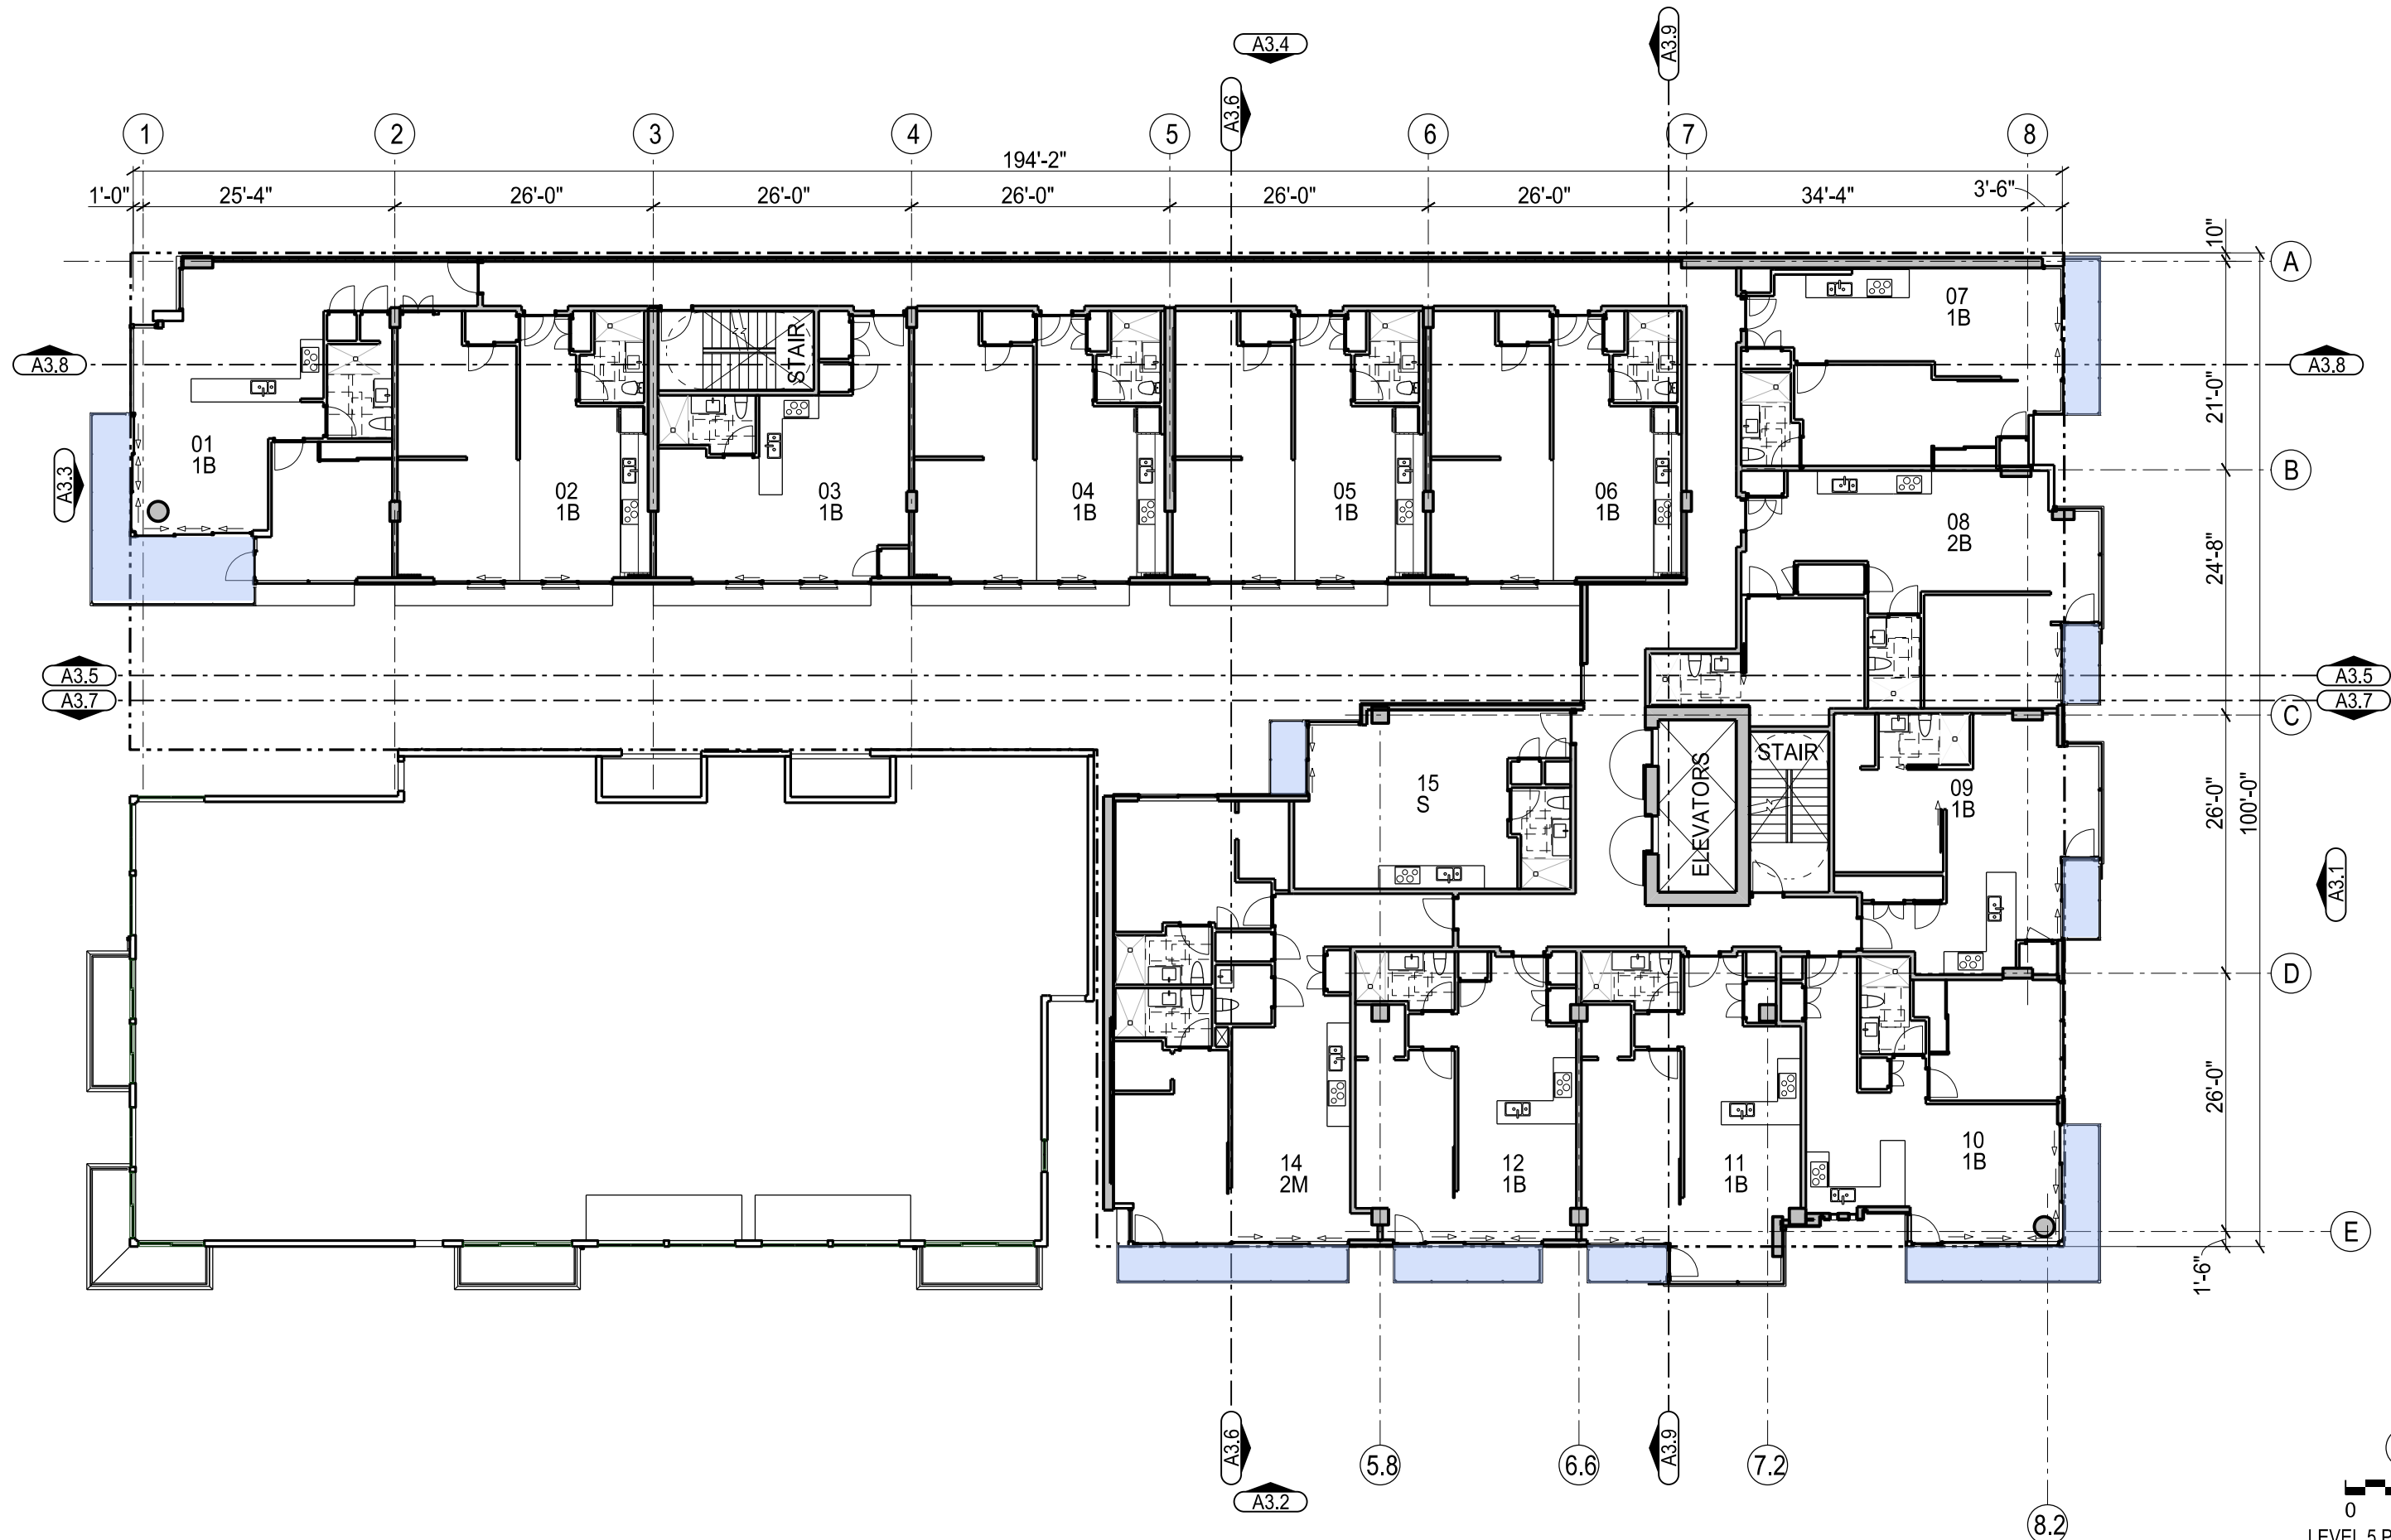 A3.4
A3.9
A3.6
1
2
3
4
5
6
7
8
194'-2"
1'-0"
25'-4"
26'-0"
26'-0"
26'-0"
26'-0"
26'-0"
34'-4"
3'-6"
10"
A
07
1B
STAIR
A3.8
A3.8
21'-0"
01
1B
A3.3
02
1B
03
1B
04
1B
05
1B
06
1B
B
08
2B
24'-8"
A3.5
A3.7
A3.5
A3.7
C
STAIR
ELEVATORS
15
S
09
1B
26'-0"
100'-0"
A3.1
D
26'-0"
14
2M
12
1B
11
1B
10
1B
E
1'-6"
A3.6
A3.9
5.8
6.6
7.2
A3.2
8.2
0
LEVEL 5 P